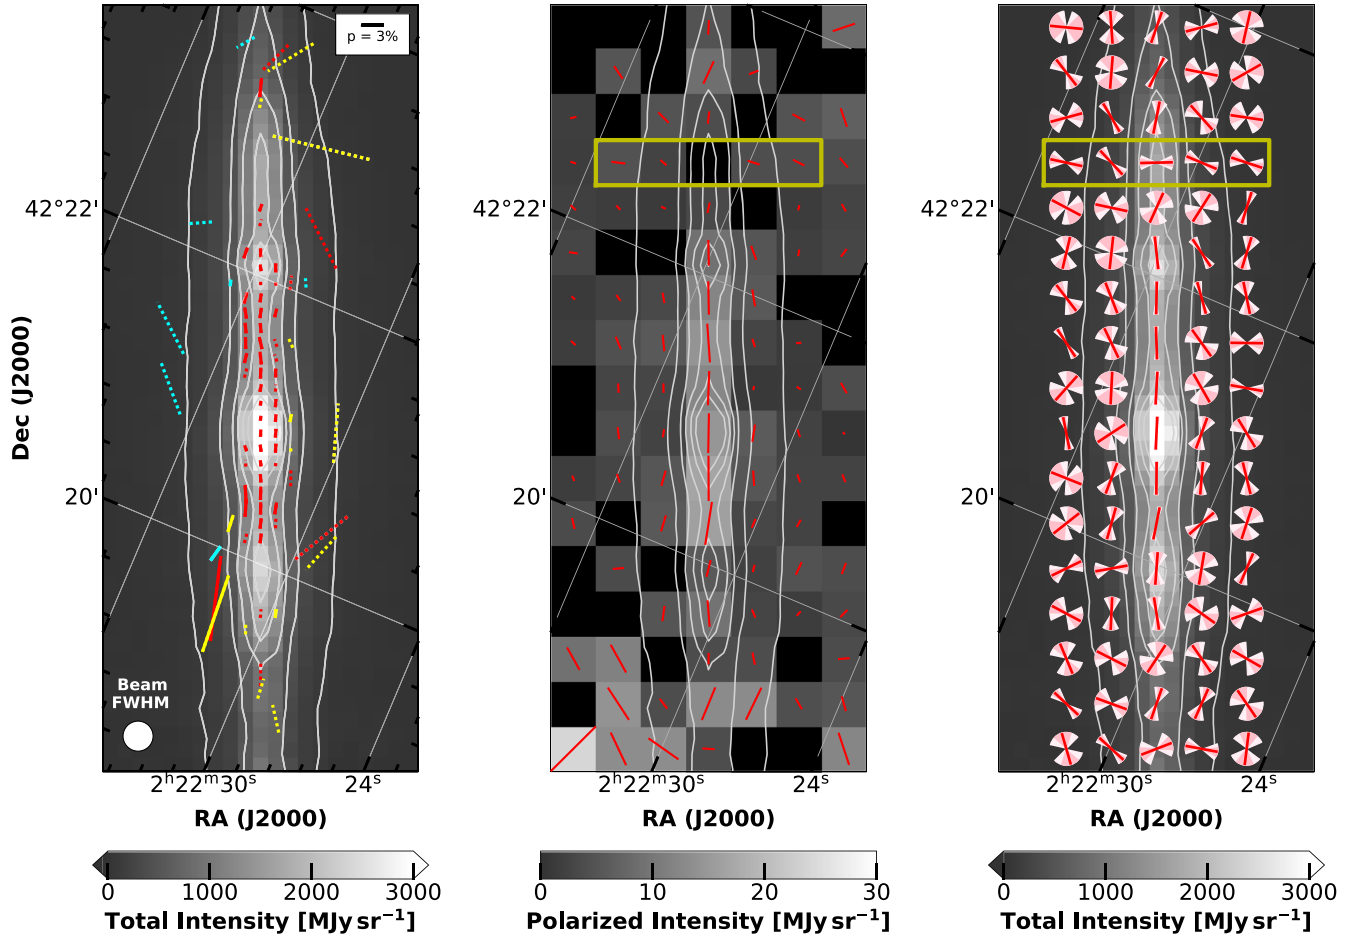 p = 3%
42°22'
20'
Dec (J2000)
Beam
FWHM
2ʰ22ᵐ30ˢ
24ˢ
RA (J2000)
0
1000
2000
3000
Total Intensity [MJy sr⁻¹]
42°22'
20'
2ʰ22ᵐ30ˢ
24ˢ
RA (J2000)
0
10
20
30
Polarized Intensity [MJy sr⁻¹]
42°22'
20'
2ʰ22ᵐ30ˢ
24ˢ
RA (J2000)
0
1000
2000
3000
Total Intensity [MJy sr⁻¹]